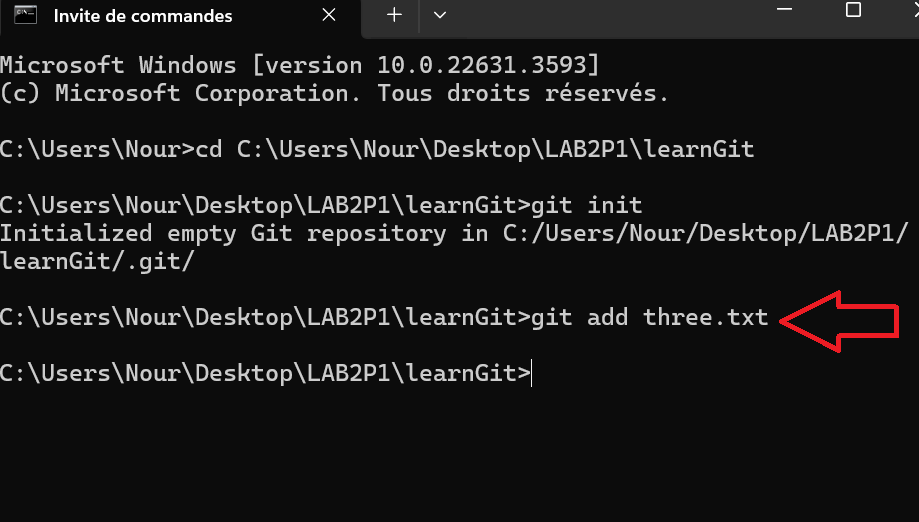 Invite de commandes
Microsoft Windows [version 10.0.22631.3593]
(c) Microsoft Corporation. Tous droits réservés.
C:\Users\Nour>cd C:\Users\Nour\Desktop\LAB2P1\learnGit
C:\Users\Nour\Desktop\LAB2P1\learnGit>git init
Initialized empty Git repository in C:/Users/Nour/Desktop/LAB2P1/
learnGit/.git/
C:\Users\Nour\Desktop\LAB2P1\learnGit>git add three.txt
C:\Users\Nour\Desktop\LAB2P1\learnGit>